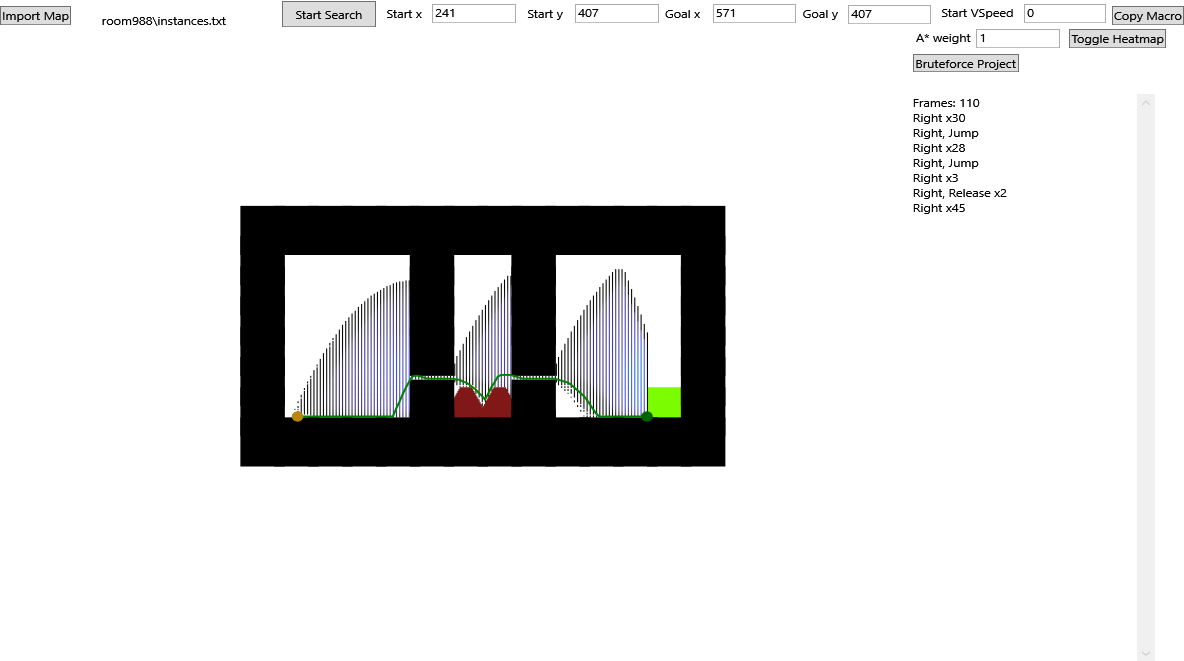 Import Map
room988\instances.txt
Start Search
Start x 241
Start y 407
Goal x 571
Goal y 407
Start VSpeed 0
Copy Macro
A* weight 1
Toggle Heatmap
Bruteforce Project
Frames: 110
Right x30
Right, Jump
Right x28
Right, Jump
Right x3
Right, Release x2
Right x45